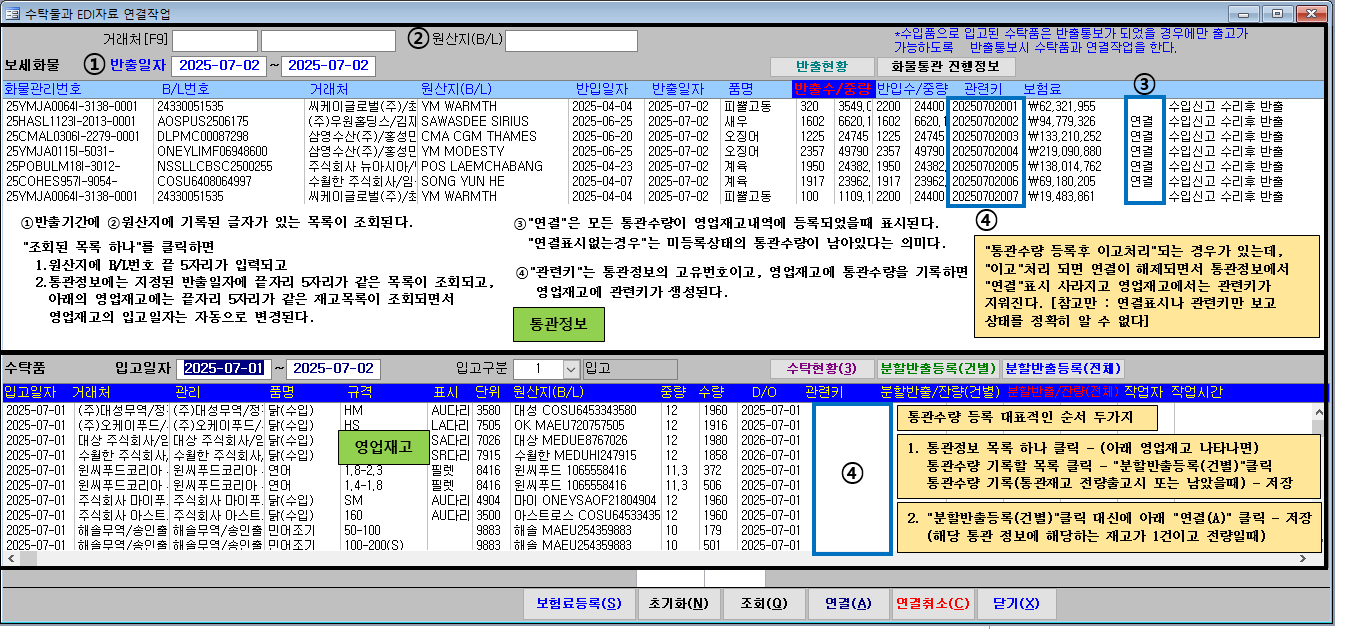 수탁물과 EDI자료 연결작업
거래처[F9] ② 원산지(B/L)
*수입품으로 입고된 수탁품은 반출통보가 되었을 경우에만 출고가
가능하도록 반출통보시 수탁품과 연결작업을 한다.
보세화물 ① 반출일자 2025-07-02 ~ 2025-07-02 반출현황 화물통관 진행정보
③
화물관리번호 B/L번호 거래처 원산지(B/L) 반입일자 반출일자 품명 반출수/중량 반입수/중량 관련키 보험료
25YMJA0064I-3138-0001 24330051535 씨케이글로벌(주)/최 YM WARMTH 2025-04-04 2025-07-02 피뿔고동 320 3549,0 2200 24400 20250702001 ₩62,321,955 수입신고 수리후 반출
25HASL1123I-2013-0001 AOSPUS2506175 (주)우원홀딩스/김재 SAWASDEE SIRIUS 2025-06-25 2025-07-02 새우 1602 6620,1 1602 6620,1 20250702002 ₩94,779,326 연결 수입신고 수리후 반출
25CMAL0306I-2279-0001 DLPMC00087298 삼영수산(주)/홍성민 CMA CGM THAMES 2025-06-20 2025-07-02 오징어 1225 24745 1225 24745 20250702003 ₩133,210,252 연결 수입신고 수리후 반출
25YMJA0115I-5031- ONEYLIMF06948600 삼영수산(주)/홍성민 YM MODESTY 2025-06-25 2025-07-02 오징어 2357 49790 2357 49790 20250702004 ₩219,090,880 연결 수입신고 수리후 반출
25POBULM18I-3012- NSSLLCBSC2500255 주식회사 뉴마시아/ POS LAEMCHABANG 2025-04-23 2025-07-02 계육 1950 24382, 1950 24382, 20250702005 ₩138,014,762 연결 수입신고 수리후 반출
25COHES957I-9054- COSU6408064997 수월한 주식회사/임 SONG YUN HE 2025-04-07 2025-07-02 계육 1917 23962, 1917 23962, 20250702006 ₩69,180,205 연결 수입신고 수리후 반출
25YMJA0064I-3138-0001 24330051535 씨케이글로벌(주)/최 YM WARMTH 2025-04-04 2025-07-02 피뿔고동 100 1109,1 2200 24400 20250702007 ₩19,483,861 수입신고 수리후 반출
①반출기간에 ②원산지에 기록된 글자가 있는 목록이 조회된다.
"조회된 목록 하나"를 클릭하면
1.원산지에 B/L번호 끝 5자리가 입력되고
2.통관정보에는 지정된 반출일자에 끝자리 5자리가 같은 목록이 조회되고,
아래의 영업재고에는 끝자리 5자리가 같은 재고목록이 조회되면서
영업재고의 입고일자는 자동으로 변경된다.
③"연결"은 모든 통관수량이 영업재고내역에 등록되었을때 표시된다.
"연결표시없는경우"는 미등록상태의 통관수량이 남아있다는 의미다.
④"관련키"는 통관정보의 고유번호이고, 영업재고에 통관수량을 기록하면
영업재고에 관련키가 생성된다.
통관정보
④
"통관수량 등록후 이고처리"되는 경우가 있는데,
"이고"처리 되면 연결이 해제되면서 통관정보에서
"연결"표시 사라지고 영업재고에서는 관련키가
지워진다. [참고만 : 연결표시나 관련키만 보고
상태를 정확히 알 수 없다]
수탁품 입고일자 2025-07-01 ~ 2025-07-02 입고구분 1 입고 수탁현황(3) 분할반출등록(건별) 분할반출등록(전체)
입고일자 거래처 관리 품명 규격 표시 단위 원산지(B/L) 중량 수량 D/O 관련키 분할반출/잔량(건별) 분할반출/잔량(전체) 작업자 작업시간
2025-07-01 (주)대성무역/정 (주)대성무역/정 닭(수입) HM AU다리 3580 대성 COSU6453343580 12 1960 2025-07-01
2025-07-01 (주)오케이푸드/ (주)오케이푸드/ 닭(수입) HS LA다리 7505 OK MAEU720757505 12 1916 2025-07-01
2025-07-01 대상 주식회사/임 대상 주식회사/임 닭(수입) SA다리 7026 대상 MEDUE8767026 12 1980 2025-07-01
2025-07-01 수월한 주식회사/ 수월한 주식회사/ 닭(수입) SR다리 7915 수월한 MEDUHI247915 12 1858 2026-07-01
2025-07-01 윈씨푸드코리아 윈씨푸드코리아 연어 1,8-2,3 필렛 8416 윈씨푸드 1065558416 11,3 372 2025-07-01
2025-07-01 윈씨푸드코리아 윈씨푸드코리아 연어 1,4-1,8 필렛 8416 윈씨푸드 1065558416 11,3 506 2025-07-01
2025-07-01 주식회사 마이푸 주식회사 마이푸 닭(수입) SM AU다리 4904 마이 ONEYSAOF21804904 12 1960 2025-07-01
2025-07-01 주식회사 아스트 주식회사 아스트 닭(수입) 160 AU다리 3500 아스트로스 COSU64533435 12 1960 2025-07-01
2025-07-01 해솔무역/송인출 해솔무역/송인출 민어조기 50-100 9883 해솔 MAEU254359883 10 179 2025-07-01
2025-07-01 해솔무역/송인출 해솔무역/송인출 민어조기 100-200(S) 9883 해솔 MAEU254359883 10 501 2025-07-01
영업재고
④
통관수량 등록 대표적인 순서 두가지
1. 통관정보 목록 하나 클릭 - (아래 영업재고 나타나면)
통관수량 기록할 목록 클릭 - "분할반출등록(건별)"클릭
통관수량 기록(통관재고 전량출고시 또는 남았을때) - 저장
2. "분할반출등록(건별)"클릭 대신에 아래 "연결(A)" 클릭 - 저장
(해당 통관 정보에 해당하는 재고가 1건이고 전량일때)
보험료등록(S) 초기화(N) 조회(Q) 연결(A) 연결취소(C) 닫기(X)